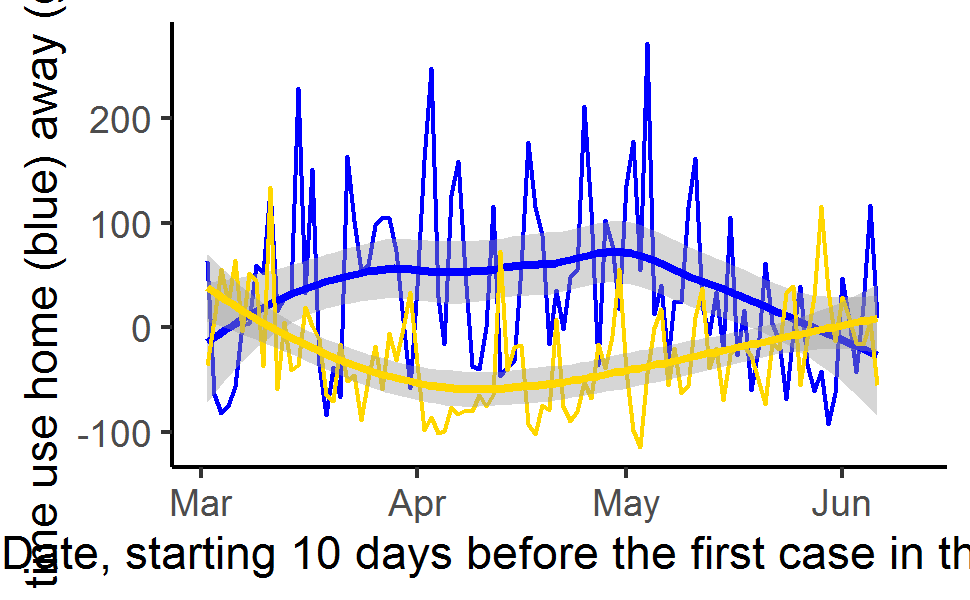 time use home (blue) away (
200
100
0
-100
Mar Apr May Jun
Date, starting 10 days before the first case in th